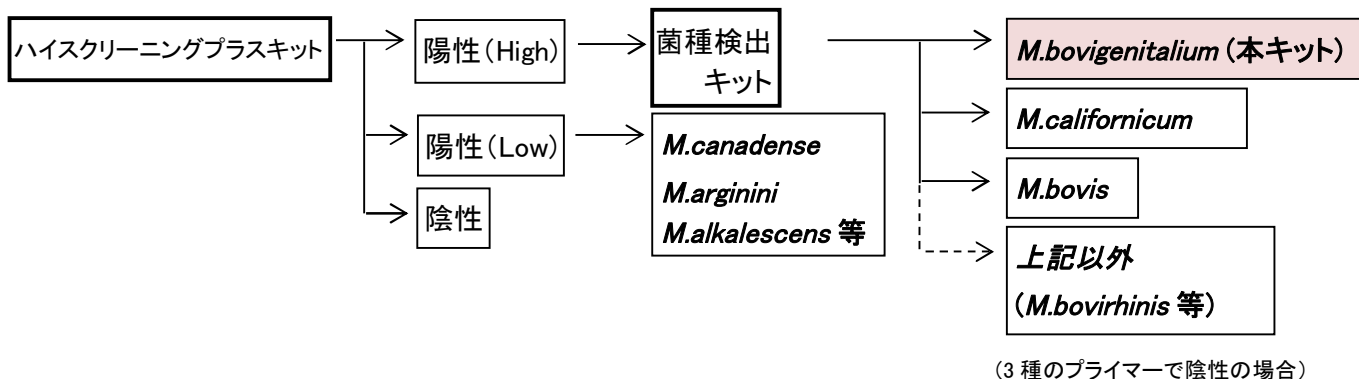 ハイスクリーニングプラスキット
陽性(High)
菌種検出
キット
M.bovigenitalium (本キット)
陽性(Low)
M.canadense
M.arginini
M.alkalescens 等
M.californicum
陰性
M.bovis
上記以外
(M.bovirhinis 等)
(3 種のプライマーで陰性の場合)